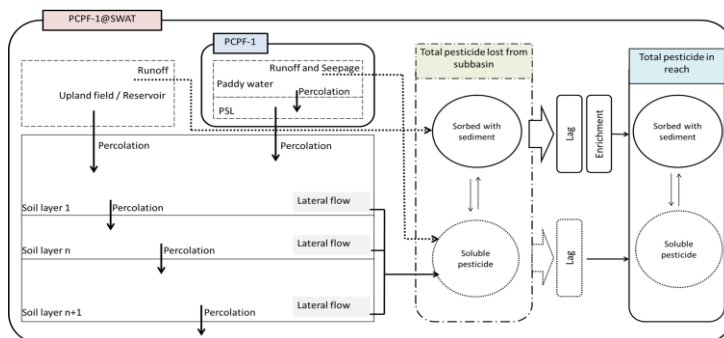 PCPF-1@SWAT
PCPF-1
Total pesticide lost from
subbasin
Total pesticide in
reach
Runoff
Upland field / Reservoir
Runoff and Seepage
Paddy water
Percolation
PSL
Percolation
Percolation
Sorbed with
sediment
Lag
Enrichment
Sorbed with
sediment
Soil layer 1
Percolation
Lateral flow
Soil layer n
Percolation
Lateral flow
Soluble
pesticide
Lag
Soluble
pesticide
Soil layer n+1
Percolation
Lateral flow